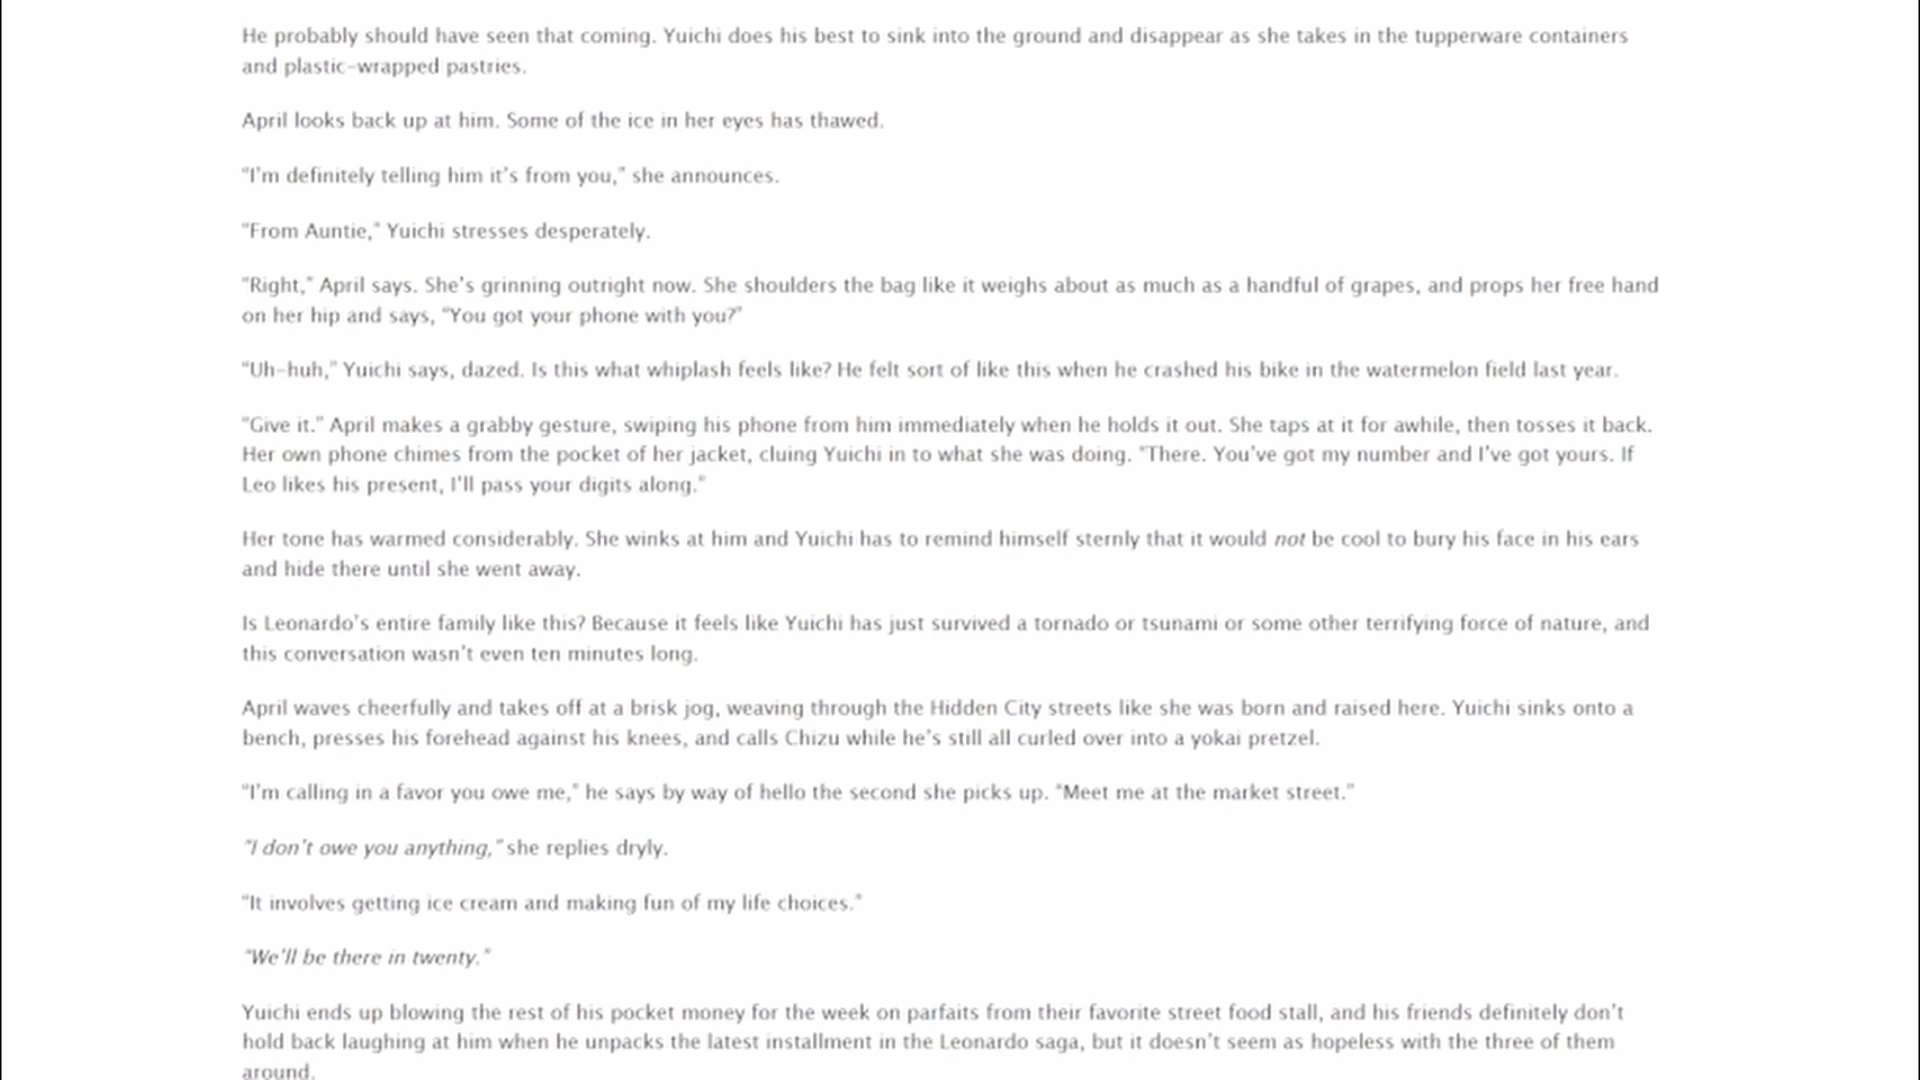 He probably should have seen that coming. Yuichi does his best to sink into the ground and disappear as she takes in the tupperware containers
and plastic-wrapped pastries.
April looks back up at him. Some of the ice in her eyes has thawed.
"I'm definitely telling him it's from you," she announces.
"From Auntie," Yuichi stresses desperately.
"Right," April says. She's grinning outright now. She shoulders the bag like it weighs about as much as a handful of grapes, and props her free hand
on her hip and says, "You got your phone with you?"
"Uh-huh," Yuichi says, dazed. Is this what whiplash feels like? He felt sort of like this when he crashed his bike in the watermelon field last year.
"Give it." April makes a grabby gesture, swiping his phone from him immediately when he holds it out. She taps at it for awhile, then tosses it back.
Her own phone chimes from the pocket of her jacket, cluing Yuichi in to what she was doing. "There. You've got my number and I've got yours. If
Leo likes his present, I'll pass your digits along."
Her tone has warmed considerably. She winks at him and Yuichi has to remind himself sternly that it would not be cool to bury his face in his ears
and hide there until she went away.
Is Leonardo's entire family like this? Because it feels like Yuichi has just survived a tornado or tsunami or some other terrifying force of nature, and
this conversation wasn't even ten minutes long.
April waves cheerfully and takes off at a brisk jog, weaving through the Hidden City streets like she was born and raised here. Yuichi sinks onto a
bench, presses his forehead against his knees, and calls Chizu while he's still all curled over into a yokai pretzel.
"I'm calling in a favor you owe me," he says by way of hello the second she picks up. "Meet me at the market street."
"I don't owe you anything," she replies dryly.
"It involves getting ice cream and making fun of my life choices."
"We'll be there in twenty."
Yuichi ends up blowing the rest of his pocket money for the week on parfaits from their favorite street food stall, and his friends definitely don't
hold back laughing at him when he unpacks the latest installment in the Leonardo saga, but it doesn't seem as hopeless with the three of them
around.